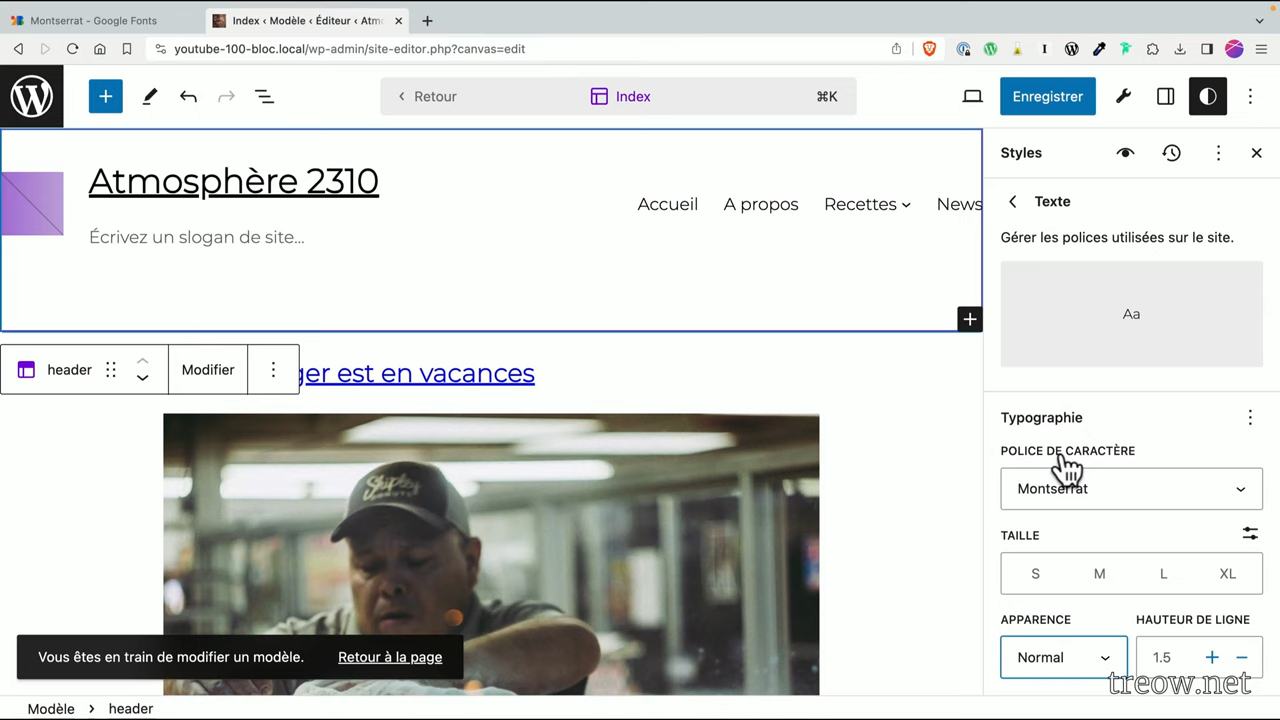 Montserrat - Google Fonts
Index ‹ Modèle ‹ Éditeur ‹ Atm
youtube-100-bloc.local/wp-admin/site-editor.php?canvas=edit
Retour
Index
⌘K
Enregistrer
Atmosphère 2310
Écrivez un slogan de site...
Accueil
A propos
Recettes
News
Styles
Texte
Gérer les polices utilisées sur le site.
Aa
header
Modifier
ger est en vacances
Typographie
POLICE DE CARACTÈRE
Montserrat
TAILLE
S M L XL
APPARENCE
HAUTEUR DE LIGNE
Normal
1.5
Vous êtes en train de modifier un modèle.
Retour à la page
treow.net
Modèle > header